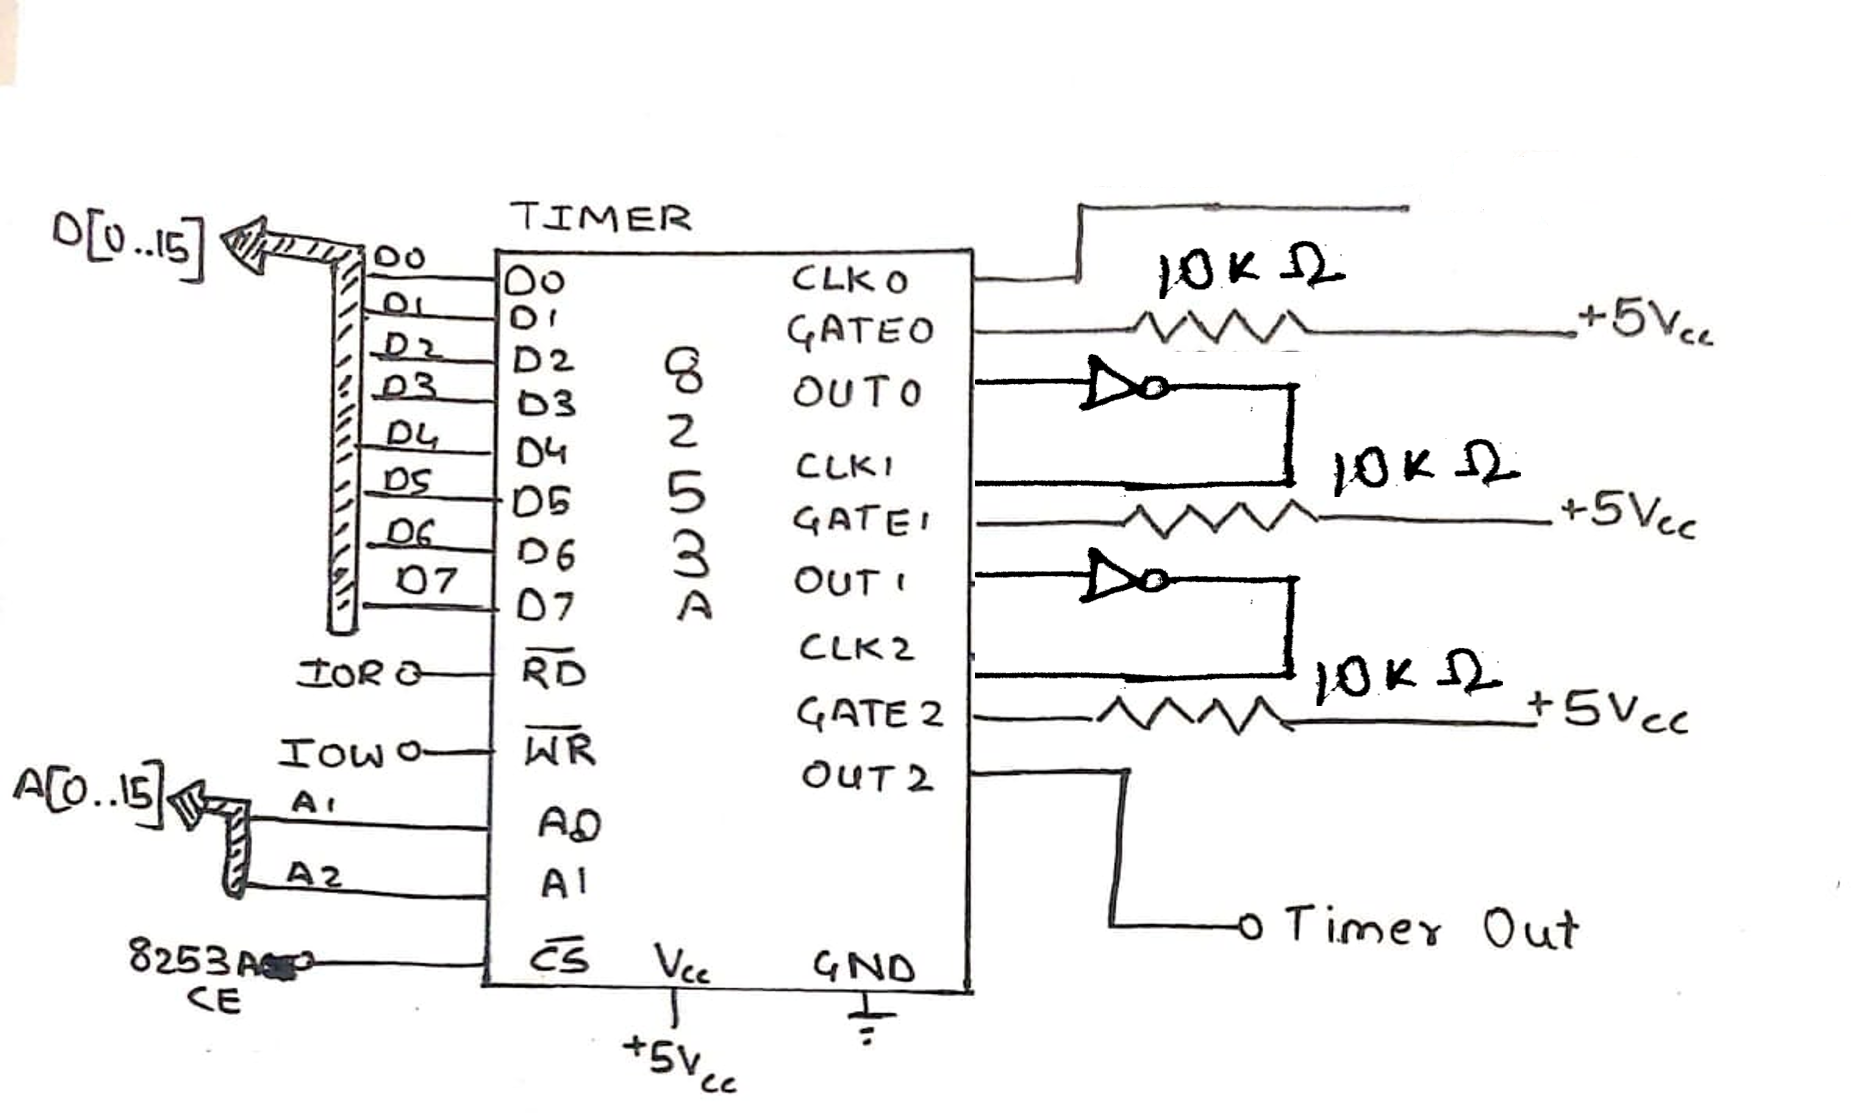 TIMER
D[0..15]
D0 D0 CLK0 10K Ω
D1 D1 GATE0 +5Vcc
D2 D2 8
D3 D3 OUT0
D4 D4 2 CLK1 10K Ω
D5 D5 5 GATE1 +5Vcc
D6 D6 3 OUT1
D7 D7 A
IOR RD CLK2 10K Ω
GATE2 +5Vcc
IOW WR OUT2
A[0..15] A1 A0
A2 A1
Timer Out
8253A CS Vcc GND
CE
+5Vcc